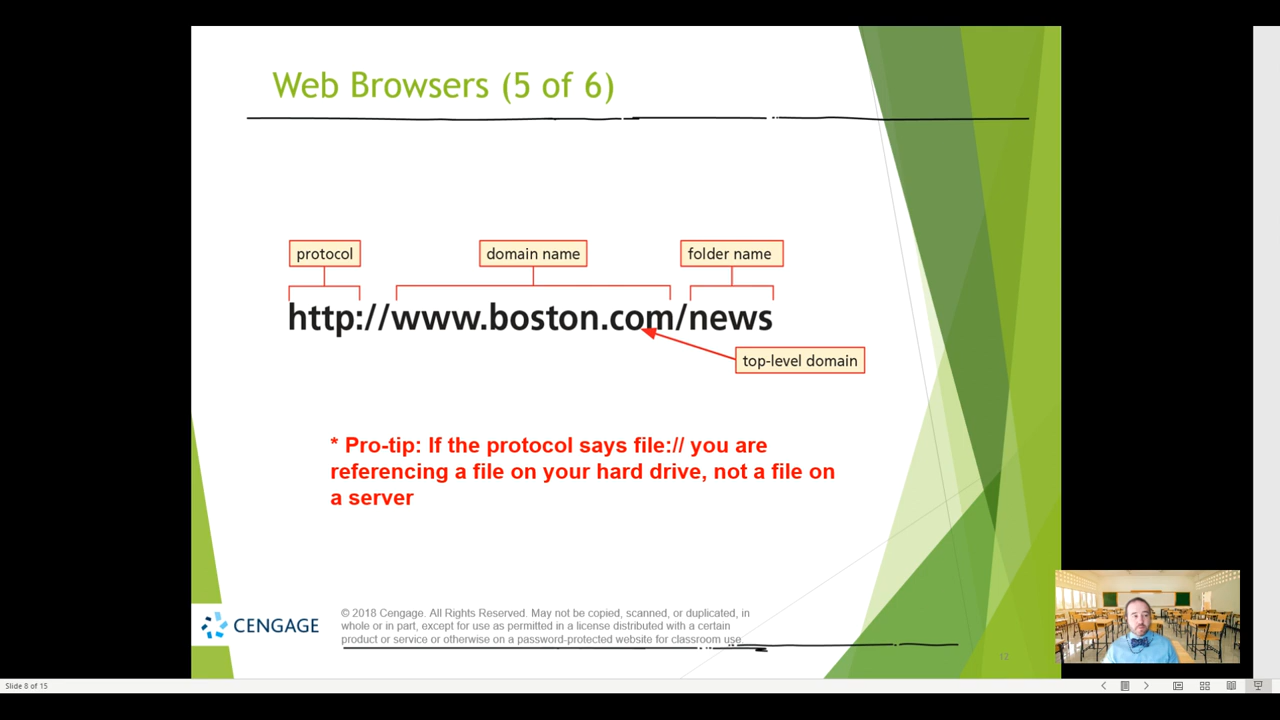 Web Browsers (5 of 6)
protocol
domain name
folder name
http://www.boston.com/news
top-level domain
* Pro-tip: If the protocol says file:// you are
referencing a file on your hard drive, not a file on
a server
CENGAGE
© 2018 Cengage. All Rights Reserved. May not be copied, scanned, or duplicated, in
whole or in part, except for use as permitted in a license distributed with a certain
product or service or otherwise on a password-protected website for classroom use
12
Slide 8 of 15